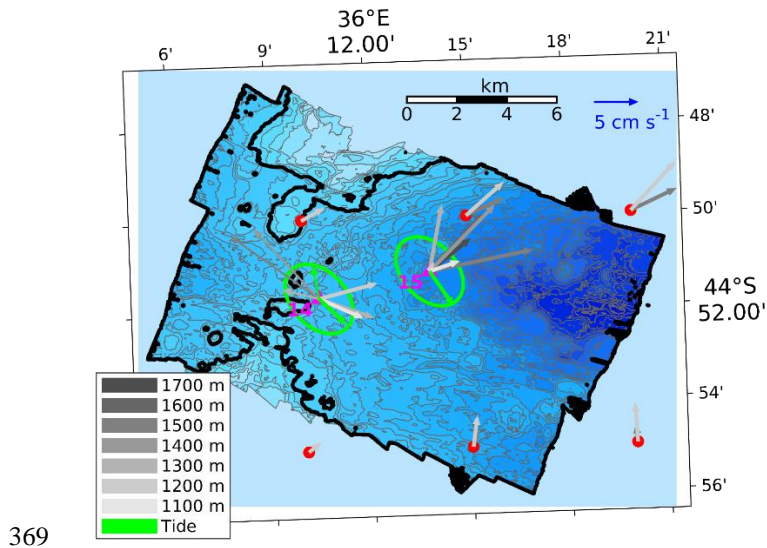 36°E
6' 9' 12.00' 15' 18' 21'
km
0 2 4 6
5 cm s⁻¹
48'
50'
44°S
52.00'
54'
56'
14
15
1700 m
1600 m
1500 m
1400 m
1300 m
1200 m
1100 m
Tide
369